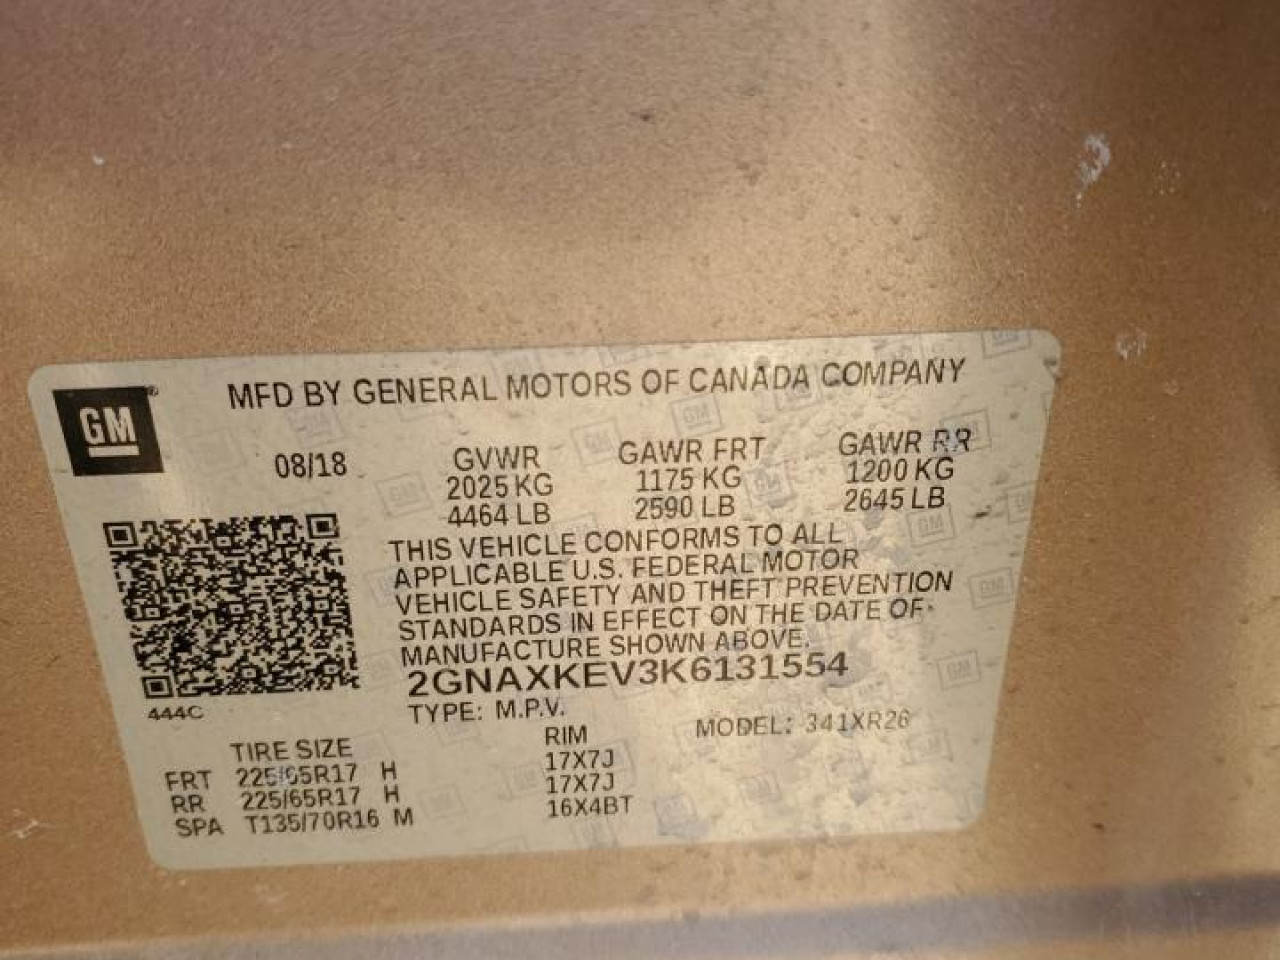 GM
MFD BY GENERAL MOTORS OF CANADA COMPANY
08/18 GVWR GAWR FRT GAWR RR
2025 KG 1175 KG 1200 KG
4464 LB 2590 LB 2645 LB
THIS VEHICLE CONFORMS TO ALL
APPLICABLE U.S. FEDERAL MOTOR
VEHICLE SAFETY AND THEFT PREVENTION
STANDARDS IN EFFECT ON THE DATE OF
MANUFACTURE SHOWN ABOVE.
2GNAXKEV3K6131554
444C
TYPE: M.P.V. MODEL: 341XR26
TIRE SIZE RIM
FRT 225/65R17 H 17X7J
RR 225/65R17 H 17X7J
SPA T135/70R16 M 16X4BT